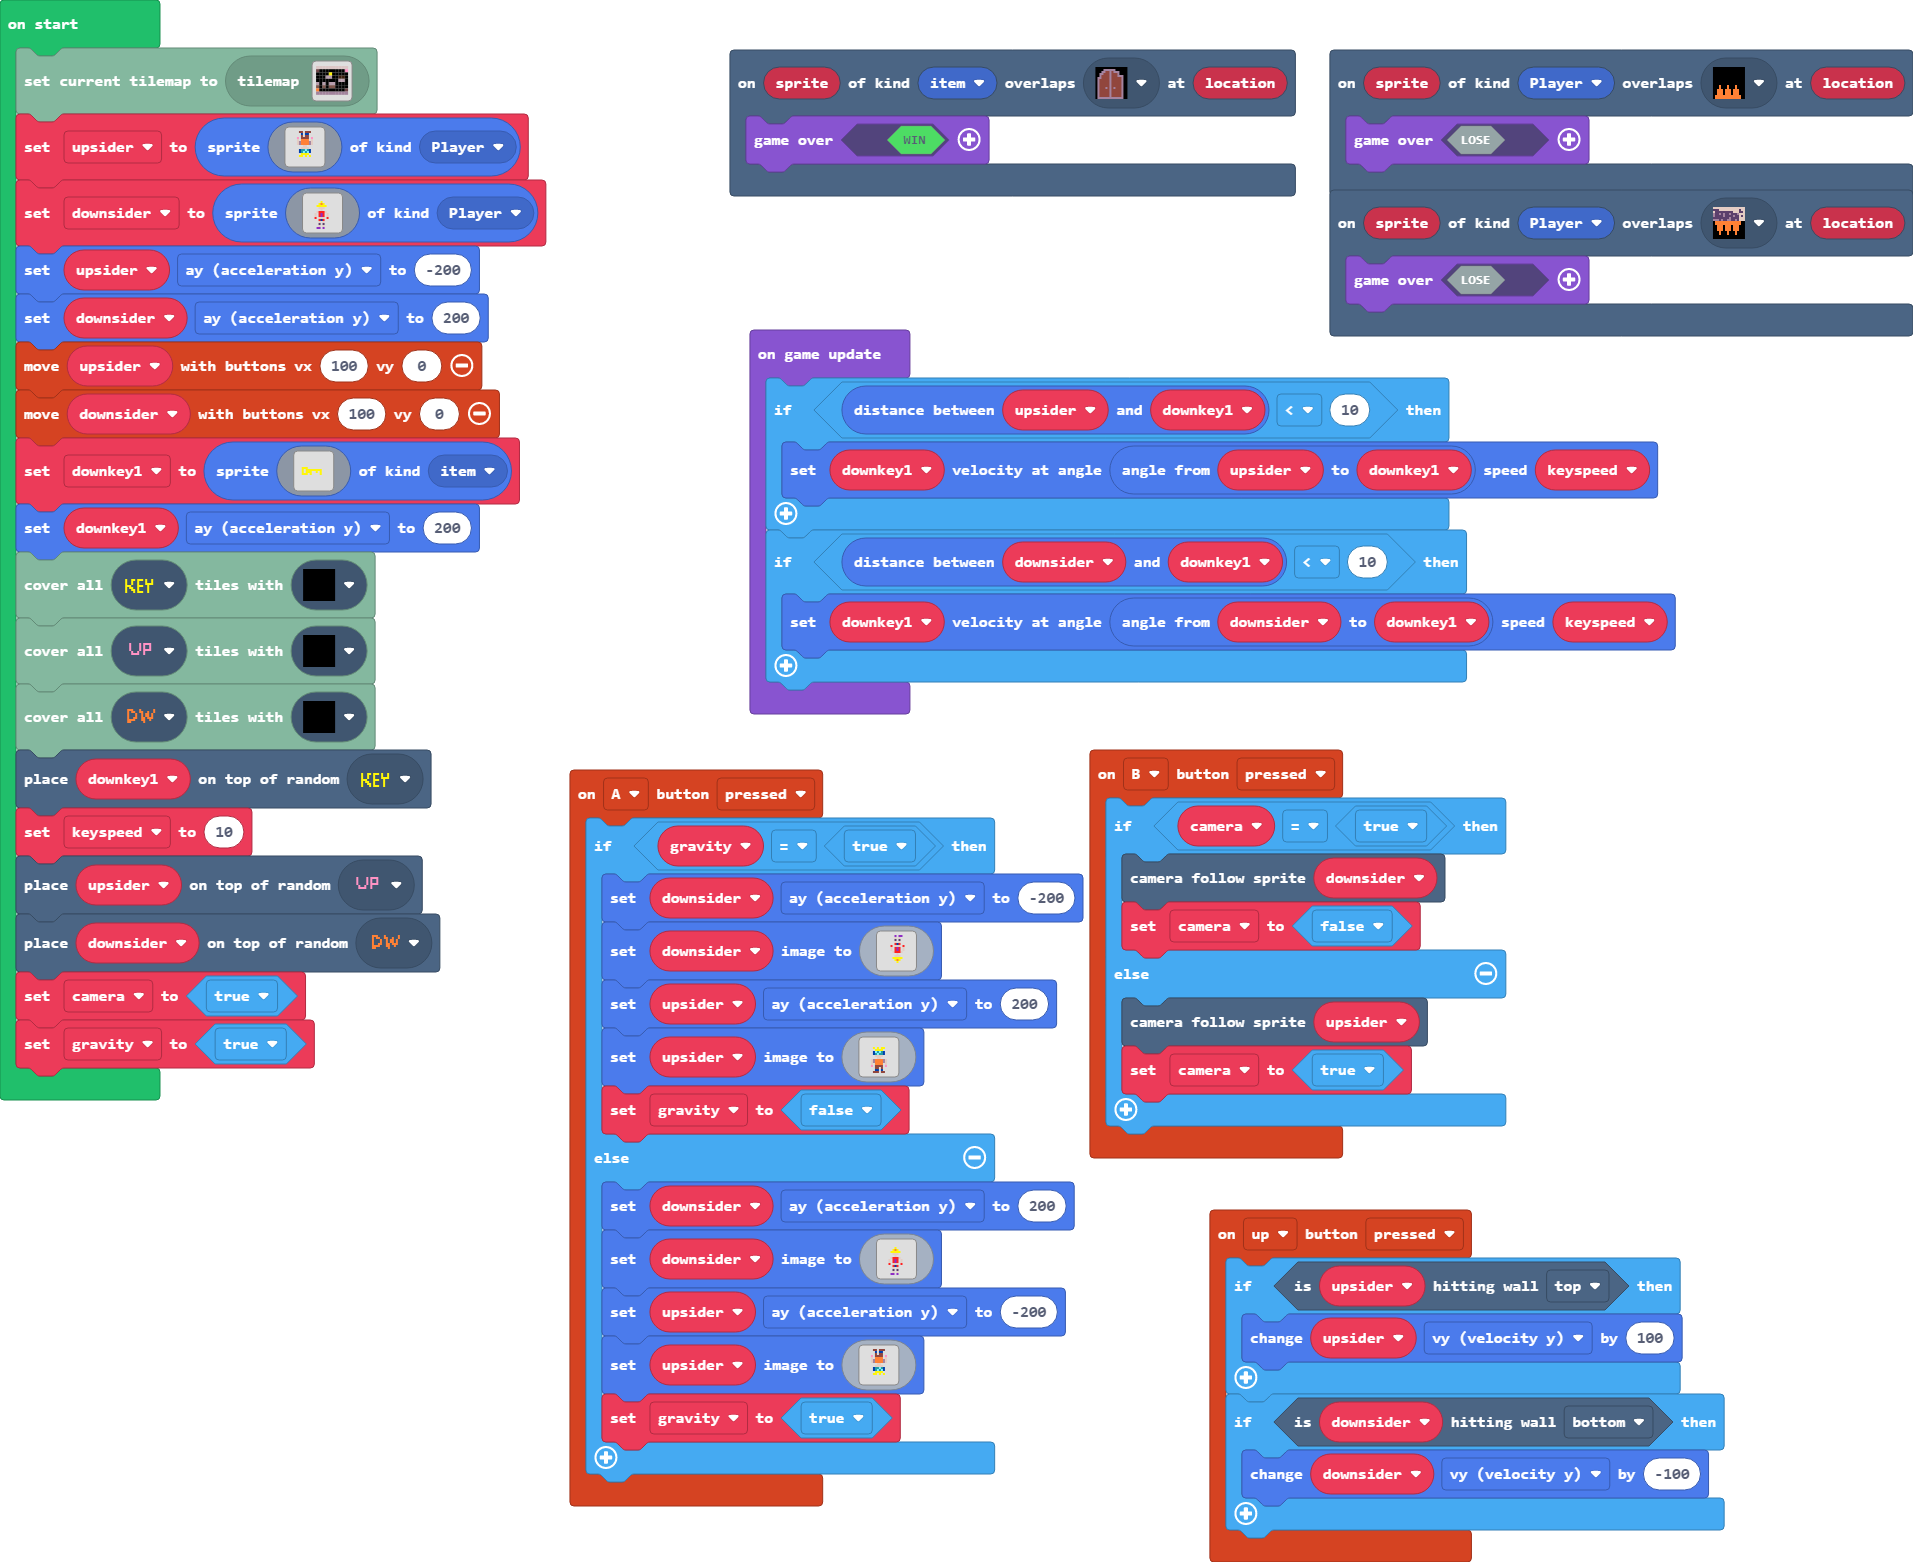 on start
set current tilemap to tilemap
set upsider to sprite of kind Player
set downsider to sprite of kind Player
set upsider ay (acceleration y) to -200
set downsider ay (acceleration y) to 200
move upsider with buttons vx 100 vy 0
move downsider with buttons vx 100 vy 0
set downkey1 to sprite of kind item
set downkey1 ay (acceleration y) to 200
cover all KEY tiles with
cover all UP tiles with
cover all DW tiles with
place downkey1 on top of random KEY
set keyspeed to 10
place upsider on top of random UP
place downsider on top of random DW
set camera to true
set gravity to true
on sprite of kind item overlaps at location
game over WIN
on sprite of kind Player overlaps at location
game over LOSE
on sprite of kind Player overlaps at location
game over LOSE
on game update
if distance between upsider and downkey1 < 10 then
set downkey1 velocity at angle angle from upsider to downkey1 speed keyspeed
if distance between downsider and downkey1 < 10 then
set downkey1 velocity at angle angle from downsider to downkey1 speed keyspeed
on A button pressed
if gravity = true then
set downsider ay (acceleration y) to -200
set downsider image to
set upsider ay (acceleration y) to 200
set upsider image to
set gravity to false
else
set downsider ay (acceleration y) to 200
set downsider image to
set upsider ay (acceleration y) to -200
set upsider image to
set gravity to true
on B button pressed
if camera = true then
camera follow sprite downsider
set camera to false
else
camera follow sprite upsider
set camera to true
on up button pressed
if is upsider hitting wall top then
change upsider vy (velocity y) by 100
if is downsider hitting wall bottom then
change downsider vy (velocity y) by -100